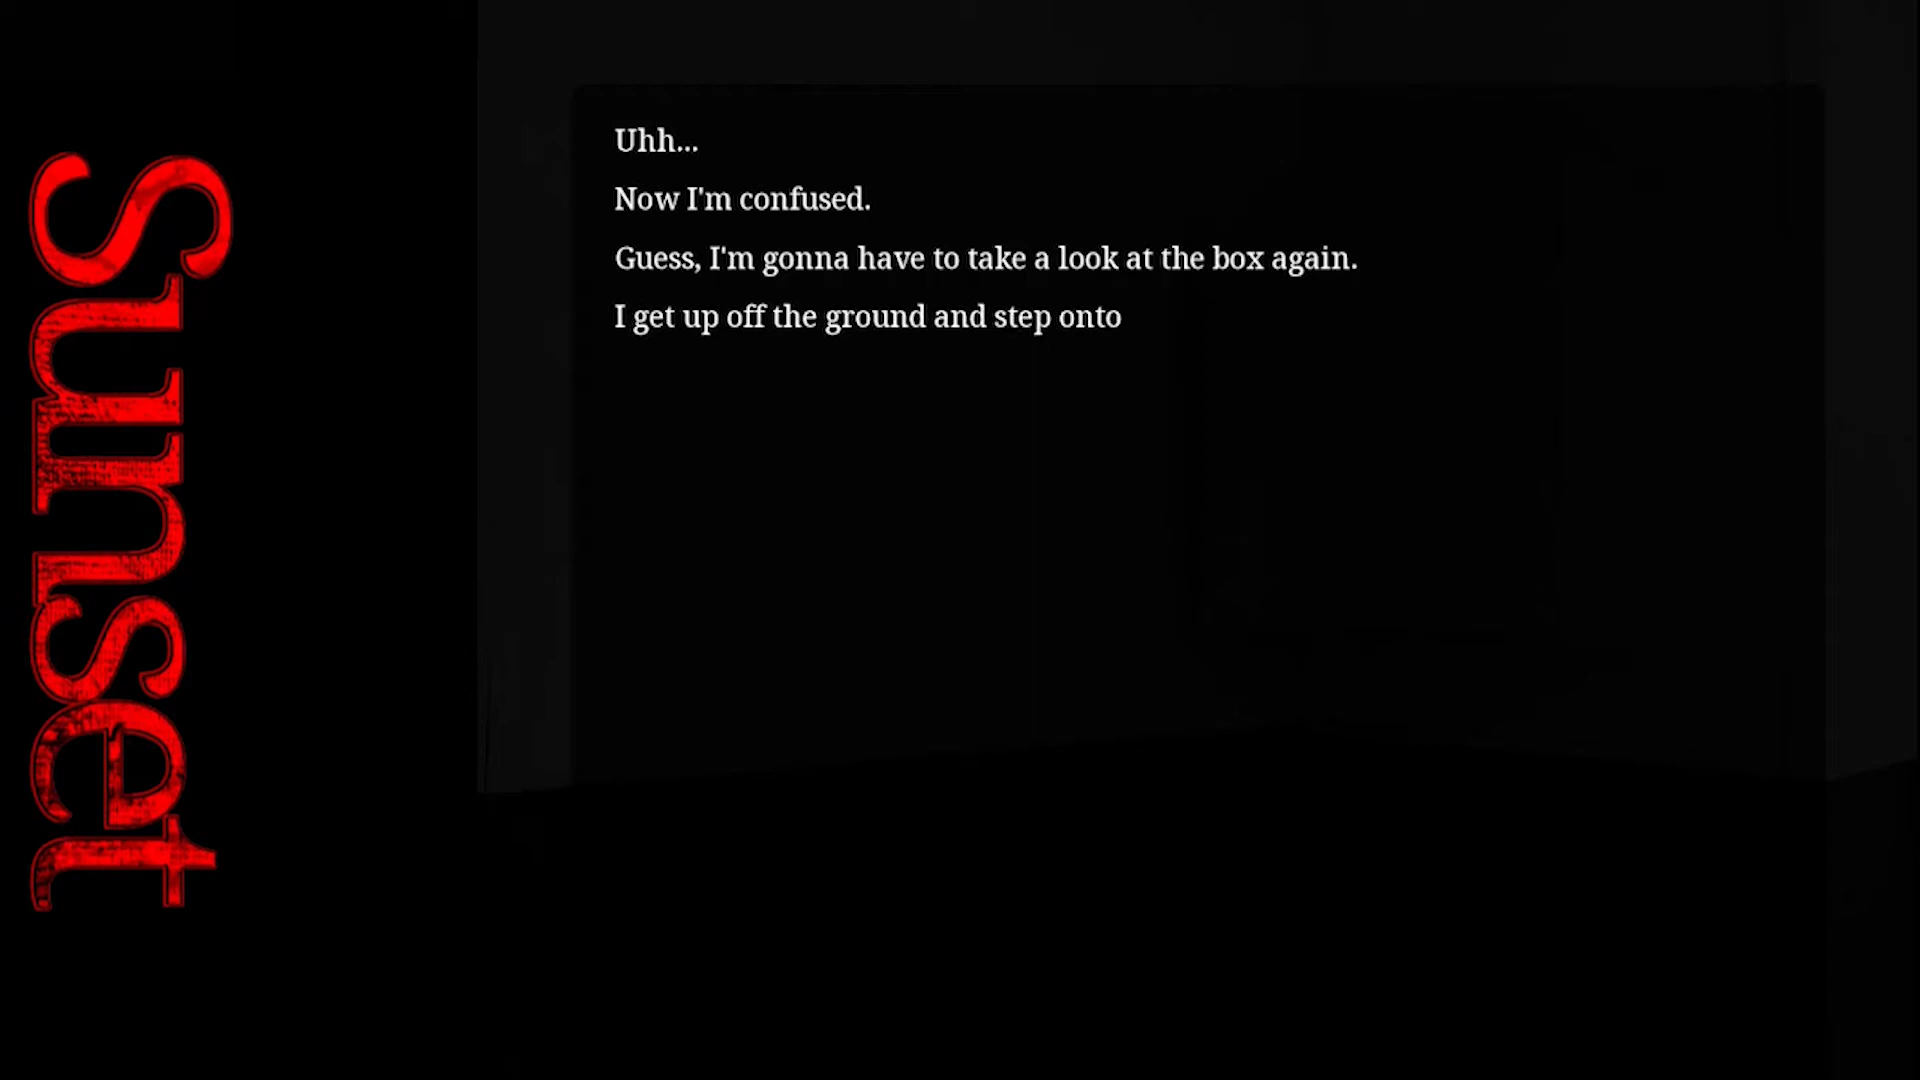 Sunset
Uhh...
Now I'm confused.
Guess, I'm gonna have to take a look at the box again.
I get up off the ground and step onto